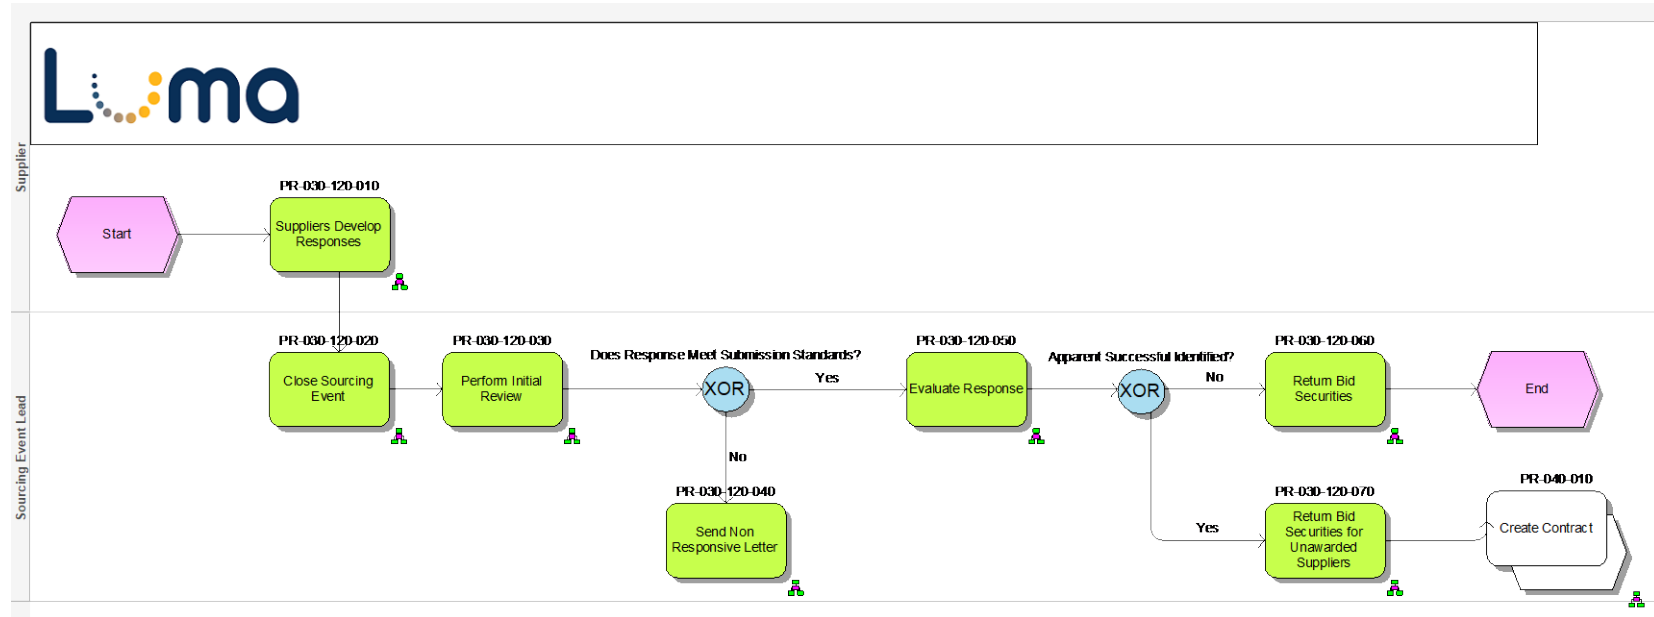 Luma
Supplier
PR-030-120-010
Start
Suppliers Develop
Responses
Sourcing Event Lead
PR-030-120-020
Close Sourcing
Event
PR-030-120-030
Perform Initial
Review
Does Response Meet Submission Standards?
XOR
Yes
No
PR-030-120-040
Send Non
Responsive Letter
PR-030-120-050
Evaluate Response
Apparent Successful Identified?
XOR
No
Yes
PR-030-120-060
Return Bid
Securities
End
PR-030-120-070
Return Bid
Securities for
Unawarded
Suppliers
PR-040-010
Create Contract